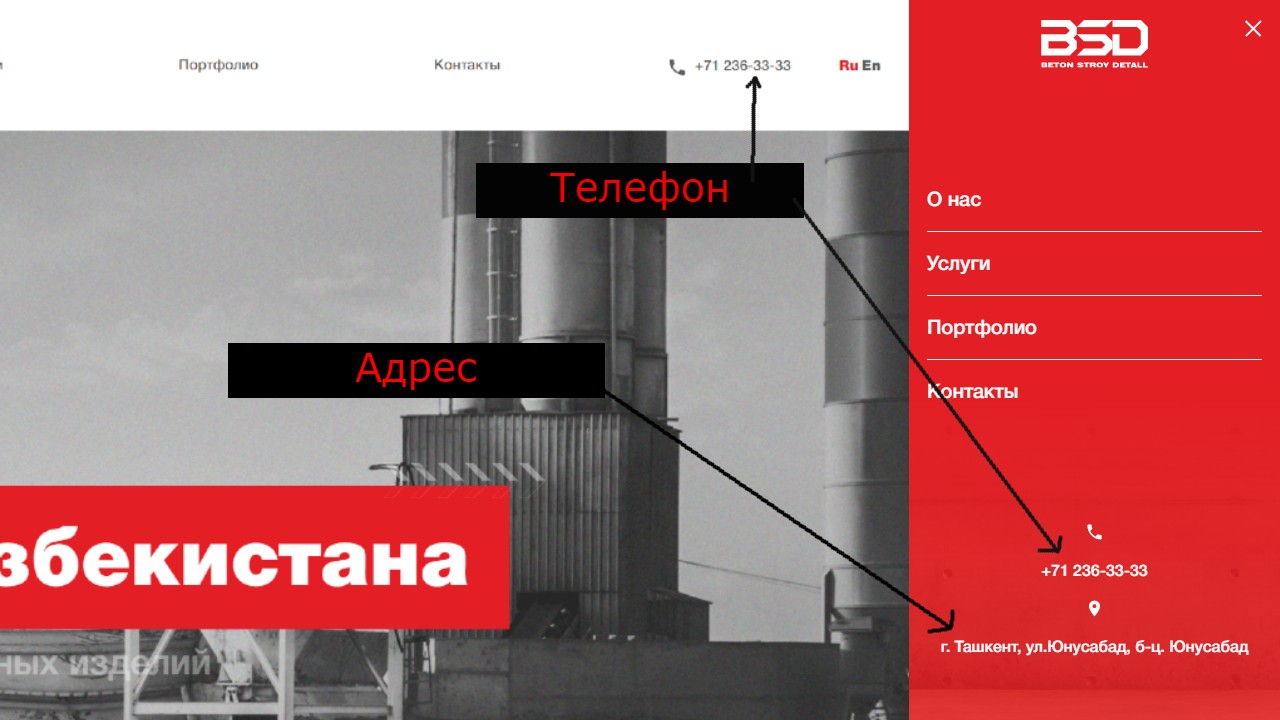 Портфолио
Контакты
+71 236-33-33
Ru En
BSD
BETON STROY DETALL
Телефон
О нас
Услуги
Портфолио
Адрес
Контакты
збекистана
+71 236-33-33
ных изделий
г. Ташкент, ул.Юнусабад, б-ц. Юнусабад